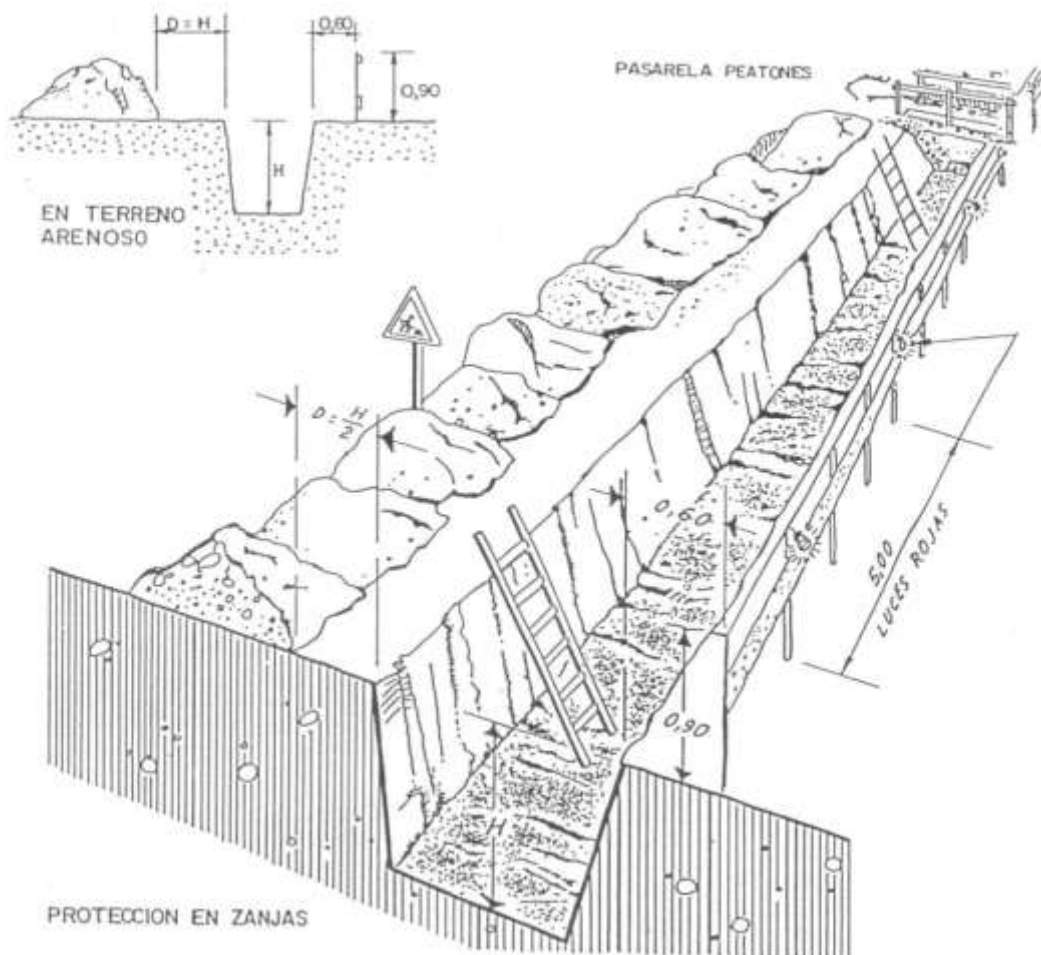 D = H
0,60
0,90
H
EN TERRENO
ARENOSO
PASARELA PEATONES
D = H/2
0,60
5,00
LUCES ROJAS
0,90
H
PROTECCION EN ZANJAS